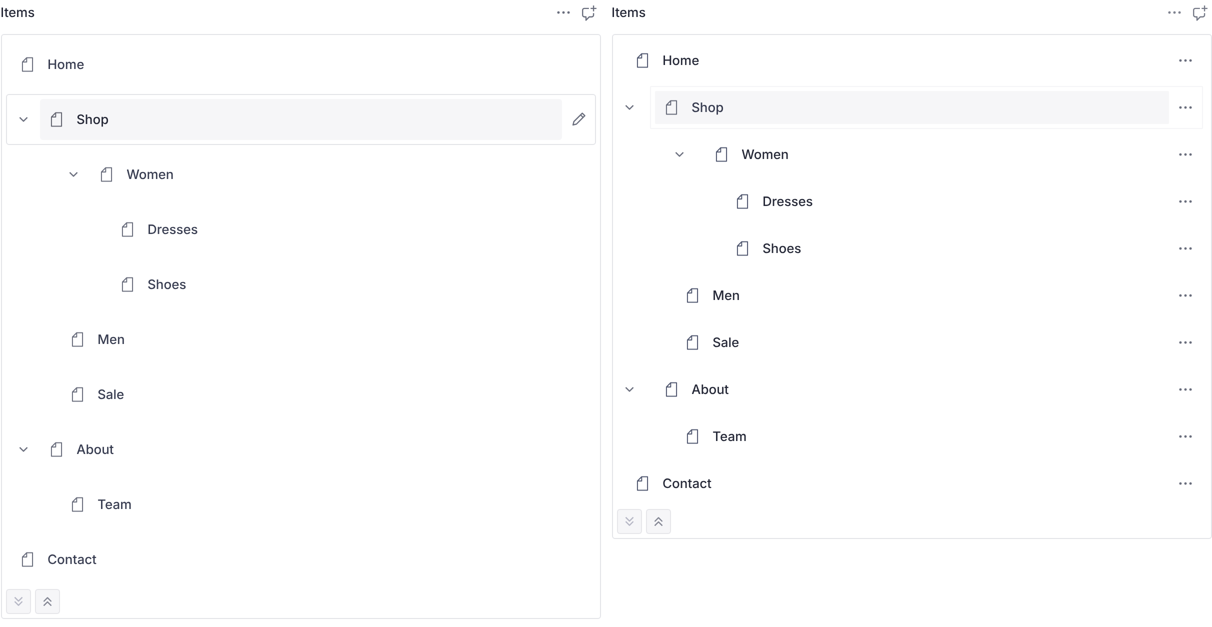 Items
Home
Shop
Women
Dresses
Shoes
Men
Sale
About
Team
Contact
Items
Home
Shop
Women
Dresses
Shoes
Men
Sale
About
Team
Contact